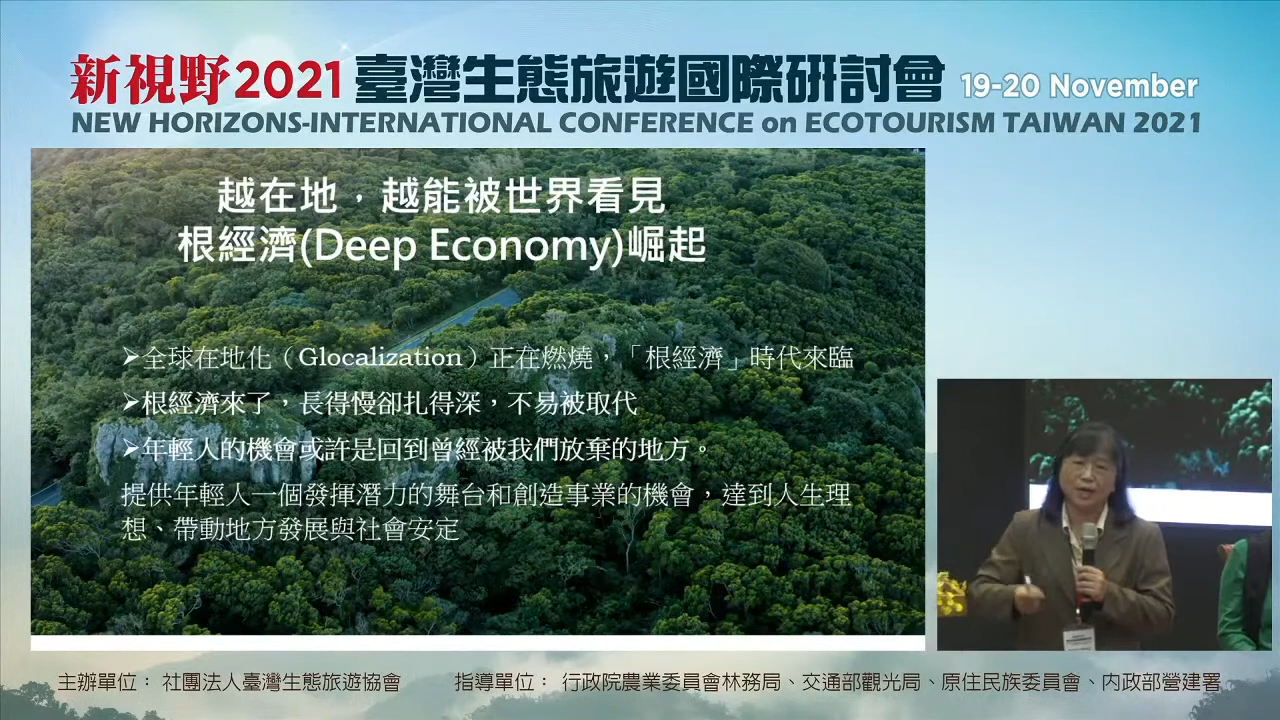 新視野2021臺灣生態旅遊國際研討會 19-20 November
NEW HORIZONS-INTERNATIONAL CONFERENCE on ECOTOURISM TAIWAN 2021
越在地，越能被世界看見
根經濟(Deep Economy)崛起
➢全球在地化（Glocalization）正在燃燒，「根經濟」時代來臨
➢根經濟來了，長得慢卻扎得深，不易被取代
➢年輕人的機會或許是回到曾經被我們放棄的地方。
提供年輕人一個發揮潛力的舞台和創造事業的機會，達到人生理
想、帶動地方發展與社會安定
主辦單位： 社團法人臺灣生態旅遊協會 指導單位： 行政院農業委員會林務局、交通部觀光局、原住民族委員會、內政部營建署